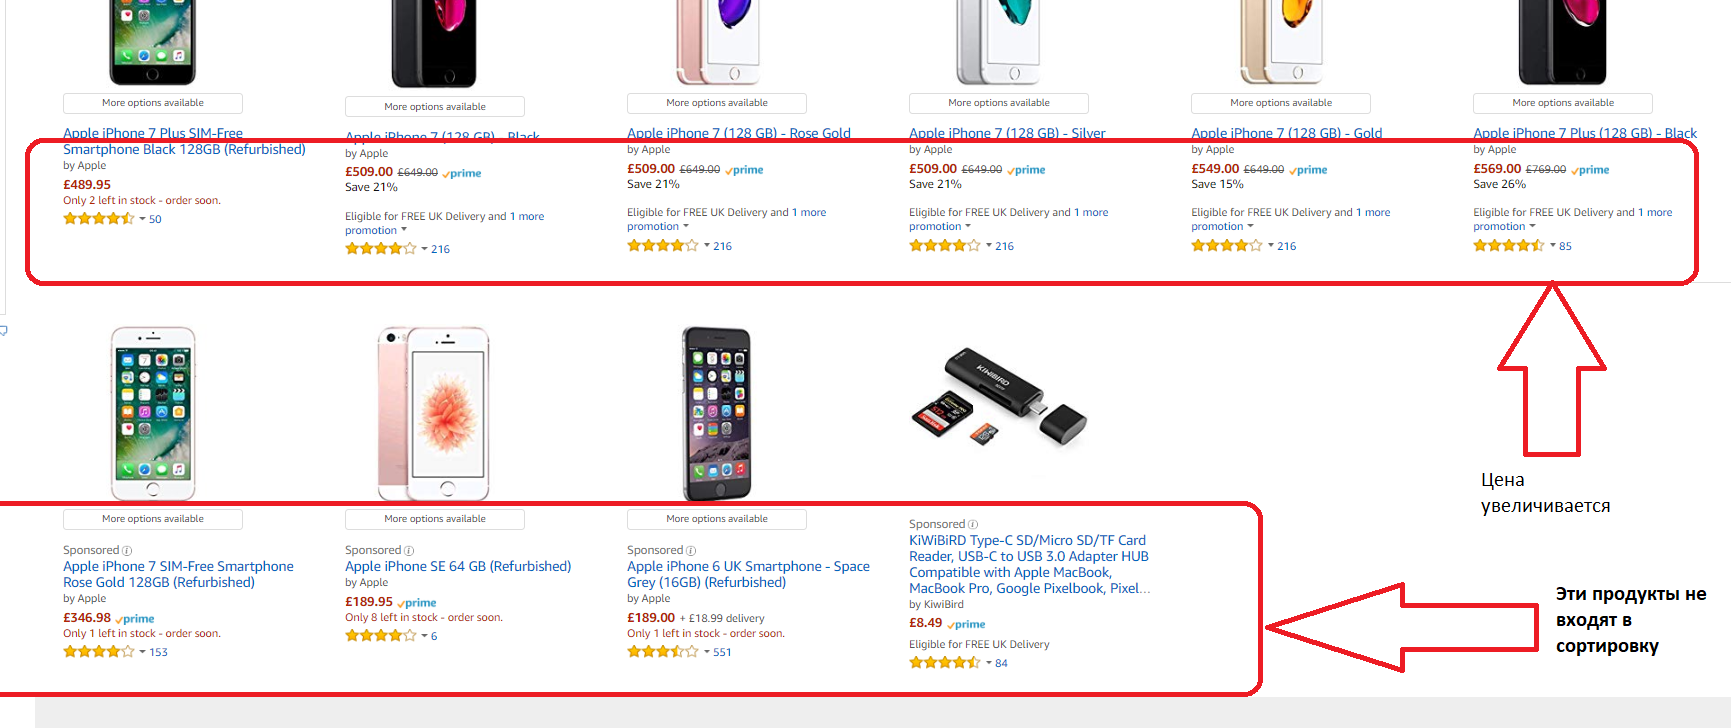 More options available
More options available
More options available
More options available
More options available
More options available
Apple iPhone 7 Plus SIM-Free
Smartphone Black 128GB (Refurbished)
by Apple
£489.95
Only 2 left in stock - order soon.
50
Apple iPhone 7 (128 GB) - Black
by Apple
£509.00 £649.00 prime
Save 21%
Eligible for FREE UK Delivery and 1 more
promotion
216
Apple iPhone 7 (128 GB) - Rose Gold
by Apple
£509.00 £649.00 prime
Save 21%
Eligible for FREE UK Delivery and 1 more
promotion
216
Apple iPhone 7 (128 GB) - Silver
by Apple
£509.00 £649.00 prime
Save 21%
Eligible for FREE UK Delivery and 1 more
promotion
216
Apple iPhone 7 (128 GB) - Gold
by Apple
£549.00 £649.00 prime
Save 15%
Eligible for FREE UK Delivery and 1 more
promotion
216
Apple iPhone 7 Plus (128 GB) - Black
by Apple
£569.00 £769.00 prime
Save 26%
Eligible for FREE UK Delivery and 1 more
promotion
85
Цена
увеличивается
KiWiBiRD
More options available
Sponsored
Apple iPhone 7 SIM-Free Smartphone
Rose Gold 128GB (Refurbished)
by Apple
£346.98 prime
Only 1 left in stock - order soon.
153
More options available
Sponsored
Apple iPhone SE 64 GB (Refurbished)
by Apple
£189.95 prime
Only 8 left in stock - order soon.
6
More options available
Sponsored
Apple iPhone 6 UK Smartphone - Space
Grey (16GB) (Refurbished)
by Apple
£189.00 + £18.99 delivery
Only 1 left in stock - order soon.
551
Sponsored
KiWiBiRD Type-C SD/Micro SD/TF Card
Reader, USB-C to USB 3.0 Adapter HUB
Compatible with Apple MacBook,
MacBook Pro, Google Pixelbook, Pixel...
by KiwiBird
£8.49 prime
Eligible for FREE UK Delivery
84
Эти продукты не
входят в
сортировку